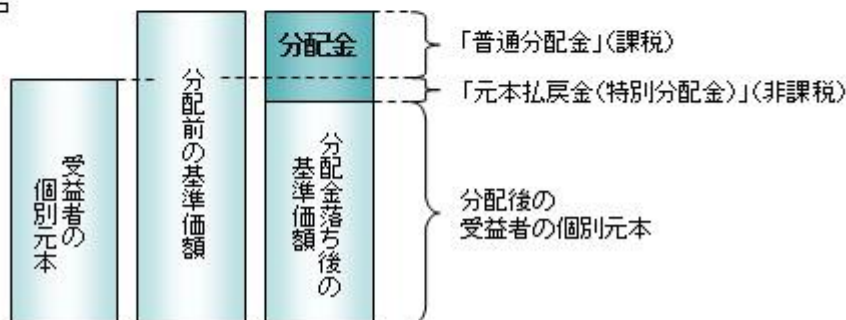 受益者の
個別元本
分配前の基準価額
分配金
分配金落ち後の
基準価額
「普通分配金」(課税)
「元本払戻金(特別分配金)」(非課税)
分配後の
受益者の個別元本